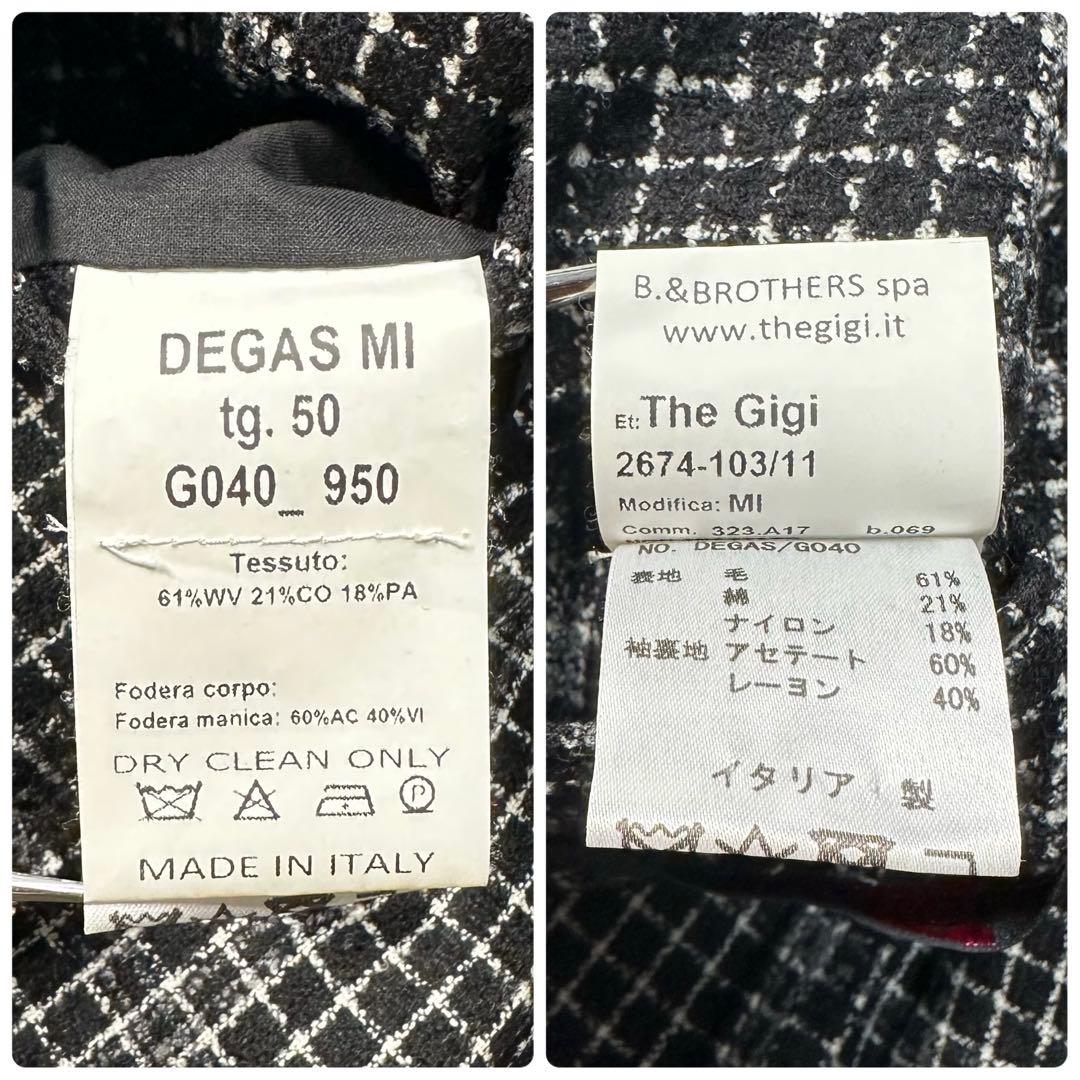 DEGAS MI
tg. 50
G040_ 950
Tessuto:
61%WV 21%CO 18%PA
Fodera corpo:
Fodera manica: 60%AC 40%VI
DRY CLEAN ONLY
P
MADE IN ITALY
B.&BROTHERS spa
www.thegigi.it
Et: The Gigi
2674-103/11
Modifica: MI
Comm. 323.A17 b.069
NO. DEGAS/G040
表地 毛 61%
綿 21%
ナイロン 18%
袖裏地 アセテート 60%
レーヨン 40%
イタリア 製